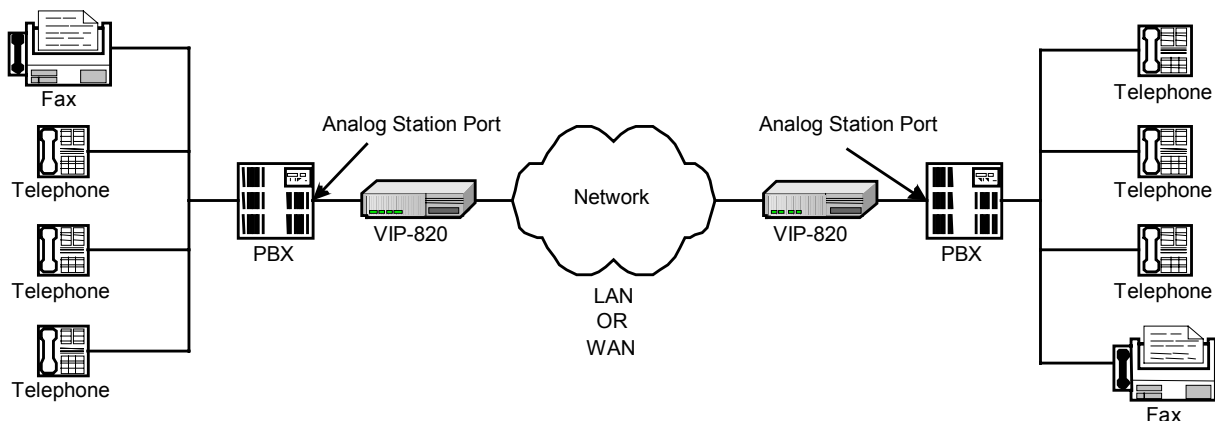 Fax
Telephone
Telephone
Telephone
Analog Station Port
PBX
VIP-820
Network
LAN
OR
WAN
Analog Station Port
VIP-820
PBX
Telephone
Telephone
Telephone
Fax